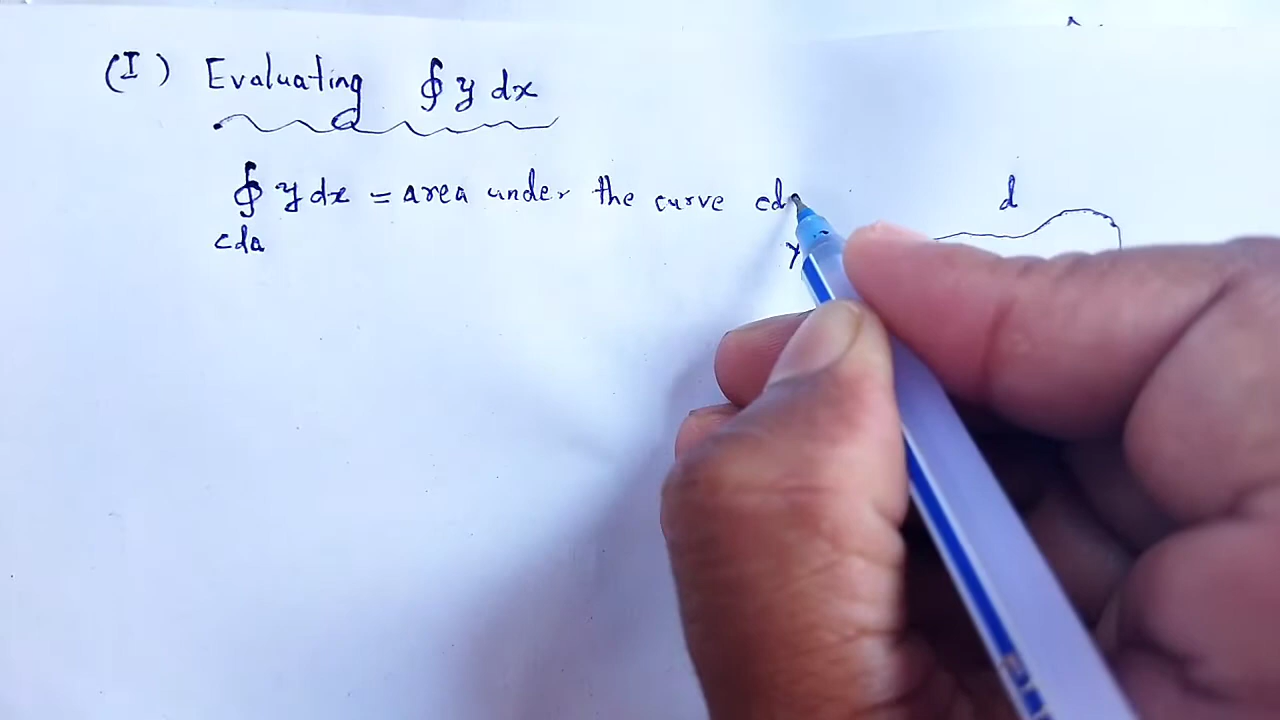 (I) Evaluating ∮ y dx
∮ y dx = area under the curve cd
cda
d
Y